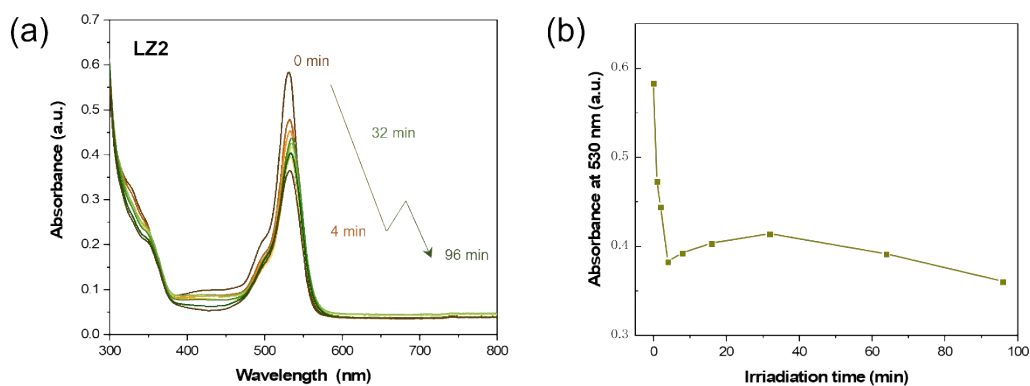 (a)
LZ2
0 min
32 min
4 min
96 min
Absorbance (a.u.)
0.7
0.6
0.5
0.4
0.3
0.2
0.1
0.0
300 400 500 600 700 800
Wavelength (nm)
(b)
Absorbance at 530 nm (a.u.)
0.6
0.5
0.4
0.3
0 20 40 60 80 100
Irriadiation time (min)